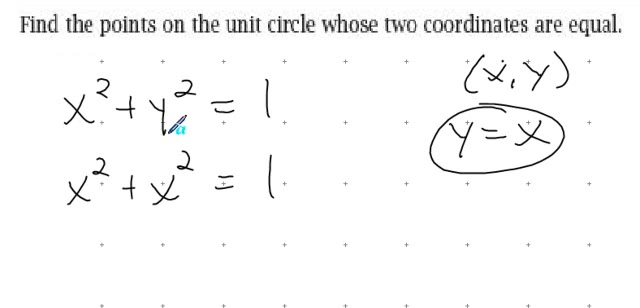 Find the points on the unit circle whose two coordinates are equal.
(x, y)
x² + y² = 1
y = x
x² + x² = 1